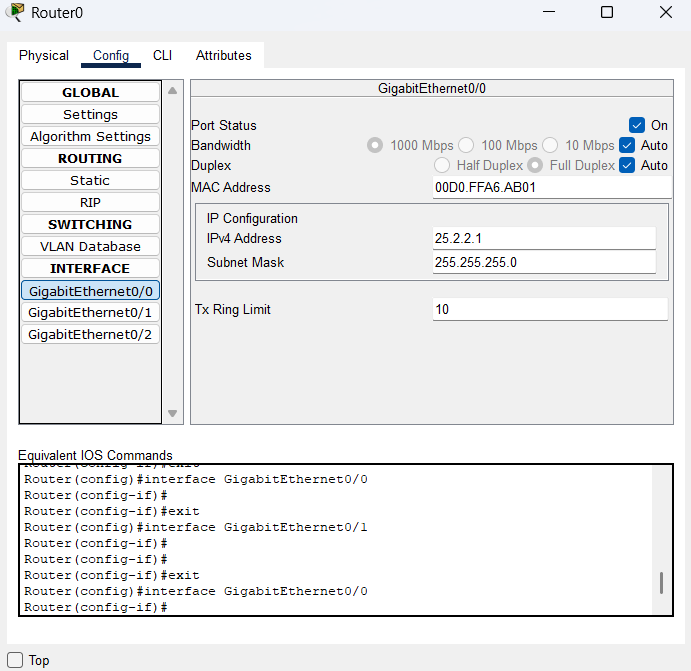 Router0
Physical Config CLI Attributes
GLOBAL
Settings
Algorithm Settings
ROUTING
Static
RIP
SWITCHING
VLAN Database
INTERFACE
GigabitEthernet0/0
GigabitEthernet0/1
GigabitEthernet0/2
GigabitEthernet0/0
Port Status On
Bandwidth 1000 Mbps 100 Mbps 10 Mbps Auto
Duplex Half Duplex Full Duplex Auto
MAC Address 00D0.FFA6.AB01
IP Configuration
IPv4 Address 25.2.2.1
Subnet Mask 255.255.255.0
Tx Ring Limit 10
Equivalent IOS Commands
Router(config-if)#exit
Router(config)#interface GigabitEthernet0/0
Router(config-if)#
Router(config-if)#exit
Router(config)#interface GigabitEthernet0/1
Router(config-if)#
Router(config-if)#
Router(config-if)#exit
Router(config)#interface GigabitEthernet0/0
Router(config-if)#
Top